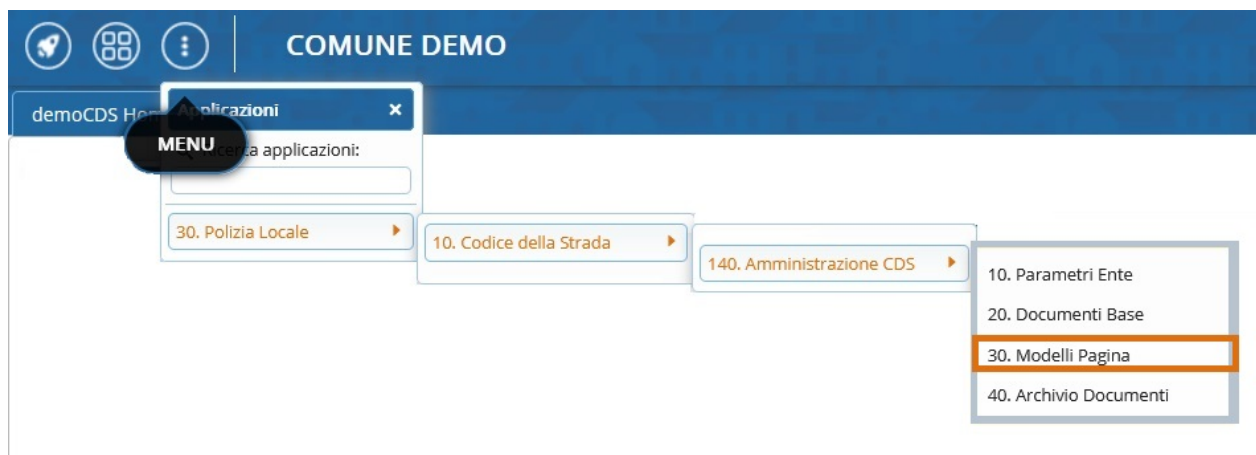 COMUNE DEMO
demoCDS
Applicazioni ×
MENU
applicazioni:
30. Polizia Locale
10. Codice della Strada
140. Amministrazione CDS
10. Parametri Ente
20. Documenti Base
30. Modelli Pagina
40. Archivio Documenti